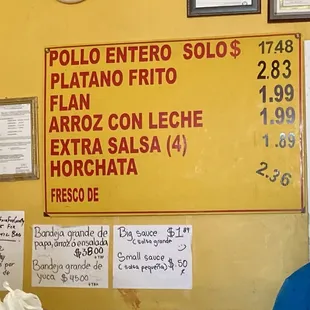 POLLO ENTERO SOLO $ 1748
PLATANO FRITO 2.83
FLAN 1.99
ARROZ CON LECHE 1.99
EXTRA SALSA (4) 1.89
HORCHATA 2.36
FRESCO DE
Bandeja grande de
papa, arroz o ensalada
$38.00
Bandeja grande de
yuca $45.00
Big sauce $1.89
(salsa grande
Small sauce
(salsa pequeña) $.50